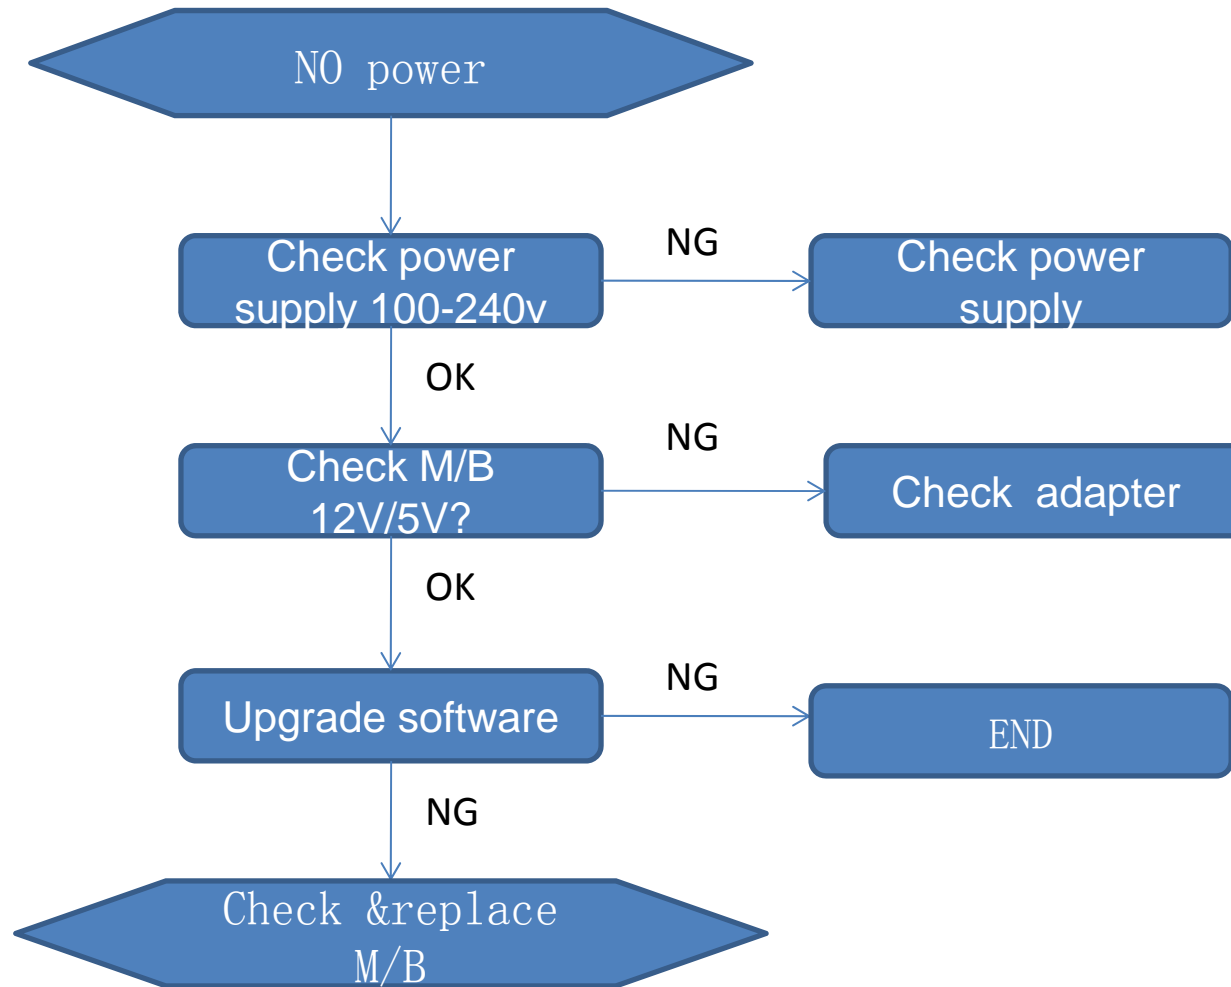 NO power
Check power
supply 100-240v
NG
Check power
supply
OK
Check M/B
12V/5V?
NG
Check  adapter
OK
Upgrade software
NG
END
NG
Check &replace
M/B